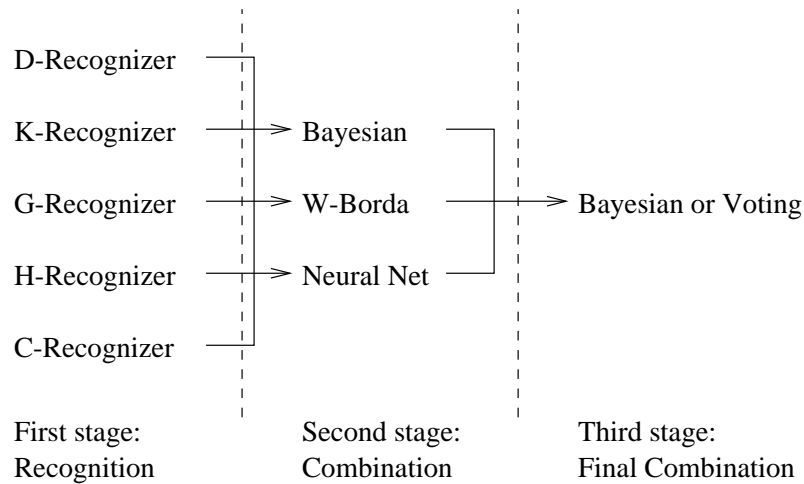 D-Recognizer
K-Recognizer
Bayesian
G-Recognizer
W-Borda
Bayesian or Voting
H-Recognizer
Neural Net
C-Recognizer
First stage:
Recognition
Second stage:
Combination
Third stage:
Final Combination